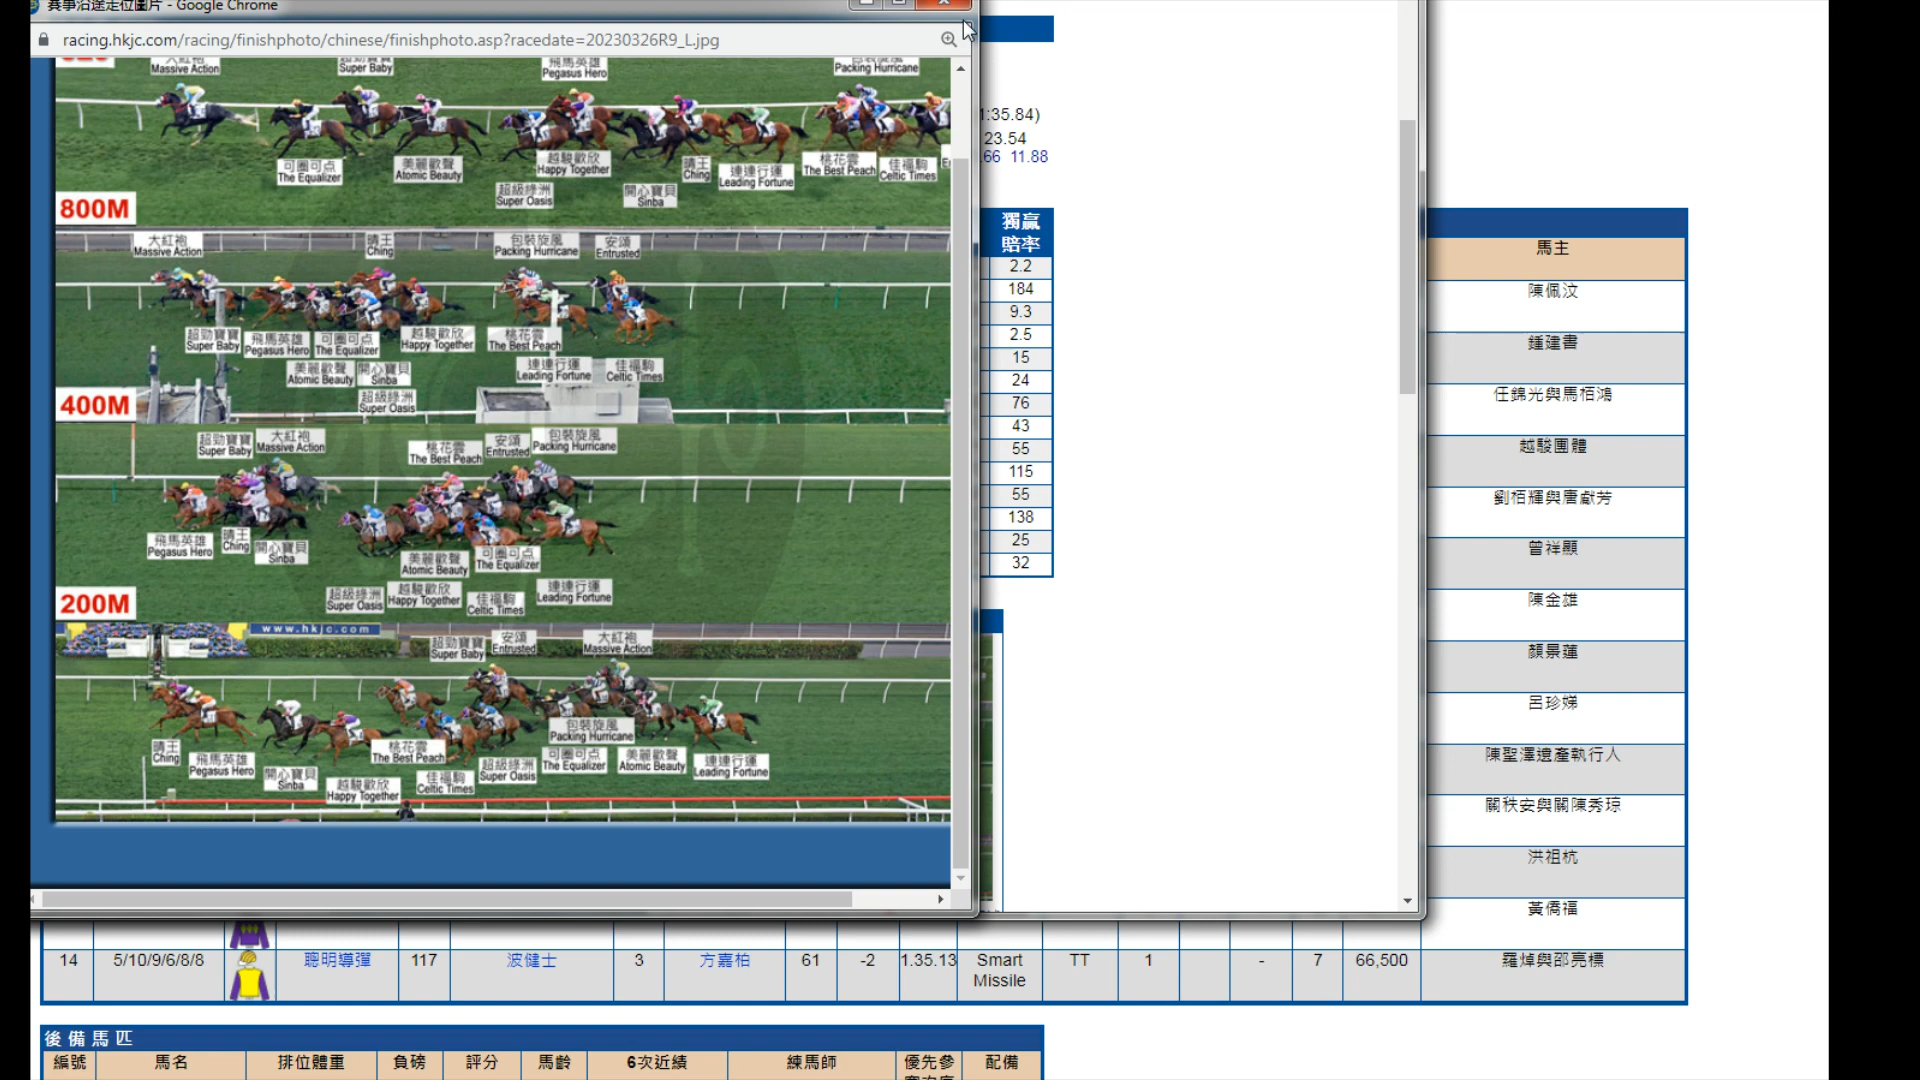 賽事沿途走位圖片 - Google Chrome
racing.hkjc.com/racing/finishphoto/chinese/finishphoto.asp?racedate=20230326R9_L.jpg
Massive Action
Super Baby
飛馬英雄
Pegasus Hero
Packing Hurricane
可圈可点
The Equalizer
美麗歡聲
Atomic Beauty
越駿歡欣
Happy Together
晴王
Ching
連連行運
Leading Fortune
桃花雲
The Best Peach
佳福駒
Celtic Times
超級綠洲
Super Oasis
開心寶貝
Sinba
800M
大紅袍
Massive Action
晴王
Ching
包裝旋風
Packing Hurricane
安頌
Entrusted
超勁寶寶
Super Baby
飛馬英雄
Pegasus Hero
可圈可点
The Equalizer
越駿歡欣
Happy Together
桃花雲
The Best Peach
美麗歡聲
Atomic Beauty
開心寶貝
Sinba
連連行運
Leading Fortune
佳福駒
Celtic Times
超級綠洲
Super Oasis
400M
超勁寶寶
Super Baby
大紅袍
Massive Action
桃花雲
The Best Peach
安頌
Entrusted
包裝旋風
Packing Hurricane
飛馬英雄
Pegasus Hero
晴王
Ching
開心寶貝
Sinba
美麗歡聲
Atomic Beauty
可圈可点
The Equalizer
超級綠洲
Super Oasis
越駿歡欣
Happy Together
佳福駒
Celtic Times
連連行運
Leading Fortune
200M
www.hkjc.com
超勁寶寶
Super Baby
安頌
Entrusted
大紅袍
Massive Action
晴王
Ching
飛馬英雄
Pegasus Hero
開心寶貝
Sinba
越駿歡欣
Happy Together
桃花雲
The Best Peach
佳福駒
Celtic Times
超級綠洲
Super Oasis
包裝旋風
Packing Hurricane
可圈可点
The Equalizer
美麗歡聲
Atomic Beauty
連連行運
Leading Fortune
1:35.84)
23.54
.66 11.88
獨贏
賠率
2.2
184
9.3
2.5
15
24
76
43
55
115
55
138
25
32
馬主
陳佩汶
鍾建書
任錦光與馬栢鴻
越駿團體
劉栢輝與唐獻芳
曾祥顯
陳金雄
顏景蓮
呂珍娣
陳聖澤遺產執行人
關秩安與關陳秀琼
洪祖杭
黃僑福
14 5/10/9/6/8/8 聰明導彈 117 波健士 3 方嘉柏 61 -2 1.35.13 Smart Missile TT 1 - 7 66,500 羅焯與邵亮標
後備馬匹
編號 馬名 排位體重 負磅 評分 馬齡 6次近績 練馬師 優先參 配備